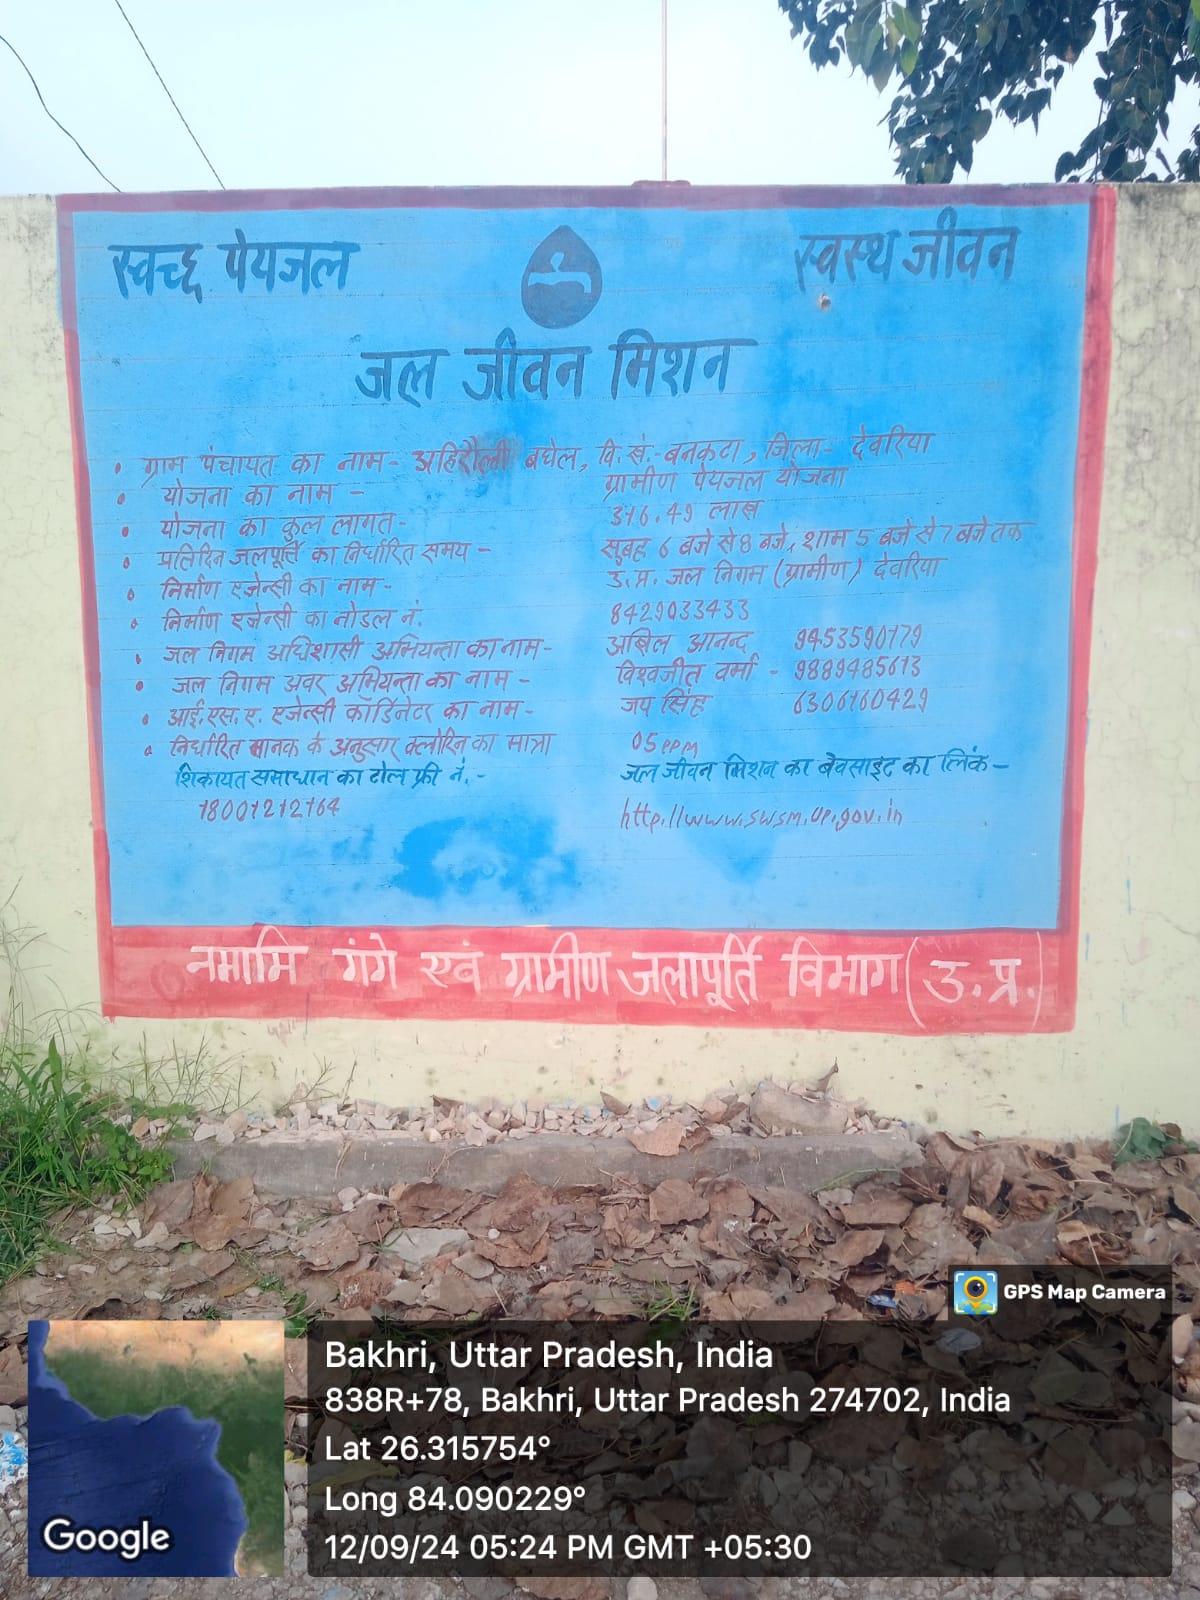 स्वच्छ पेयजल
स्वस्थ जीवन
जल जीवन मिशन
• ग्राम पंचायत का नाम- अहिरौली बघेल, वि.खं.-बनकटा, जिला- देवरिया
• योजना का नाम - ग्रामीण पेयजल योजना
• योजना का कुल लागत- 376.49 लाख
• प्रतिदिन जलपूर्ति का निर्धारित समय - सुबह 6 बजे से 8 बजे, शाम 5 बजे से 7 बजे तक
• निर्माण एजेन्सी का नाम- उ.प्र. जल निगम (ग्रामीण) देवरिया
• निर्माण एजेन्सी का नोडल नं. 8429033433
• जल निगम अधिशासी अभियन्ता का नाम- अखिल आनन्द 9453590779
• जल निगम अवर अभियन्ता का नाम - विश्वजीत वर्मा - 9889485673
• आई.एस.ए. एजेन्सी कॉर्डिनेटर का नाम- जय सिंह 6306760429
• निर्धारित मानक के अनुसार क्लोरिन का मात्रा 05 PPM
शिकायत समाधान का टोल फ्री नं.- जल जीवन मिशन का बेवसाइट का लिंक-
18001212164 http://www.swsm.up.gov.in
नमामि गंगे एवं ग्रामीण जलापूर्ति विभाग (उ.प्र.)
GPS Map Camera
Bakhri, Uttar Pradesh, India
838R+78, Bakhri, Uttar Pradesh 274702, India
Lat 26.315754°
Long 84.090229°
12/09/24 05:24 PM GMT +05:30
Google